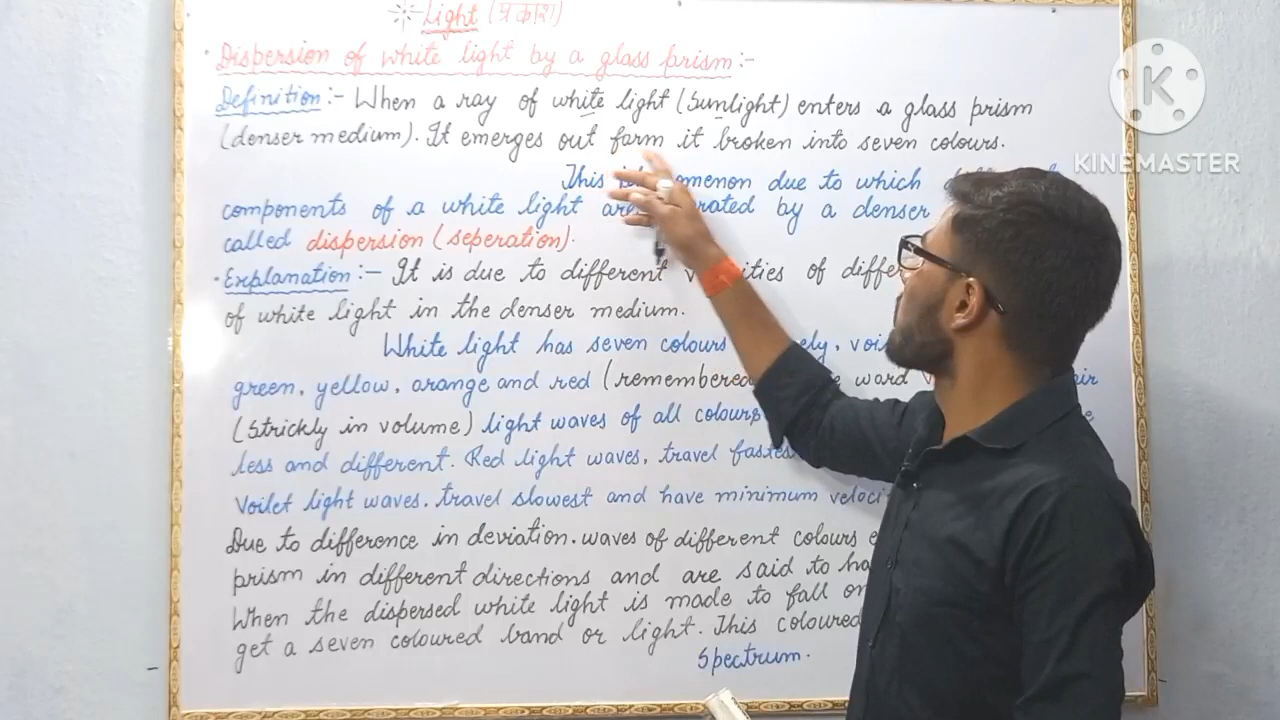 Light (प्रकाश)
Dispersion of white light by a glass prism:-
Definition:- When a ray of white light (Sunlight) enters a glass prism
(denser medium). It emerges out farm it broken into seven colours.
This is omenon due to which
components of a white light are rated by a denser
called dispersion (seperation).
Explanation:- It is due to different of
of white light in the denser medium.
White light has seven colours
green, yellow, orange and red (remembered ward
(strickly in volume) light waves of all colours
less and different. Red light waves, travel fastest
Voilet light waves, travel slowest and have minimum
Due to difference in deviation. waves of different colours
prism in different directions and are said to
When the dispersed white light is made to fall on
get a seven coloured band or light. This coloured
Spectrum.
K
KINEMASTER